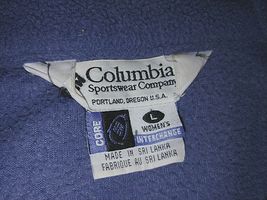 Columbia
Sportswear Company
PORTLAND, OREGON U.S.A.
CORE
L
WOMEN'S
INTERCHANGE
MADE IN SRI LANKA
FABRIQUE AU SRI LANKA